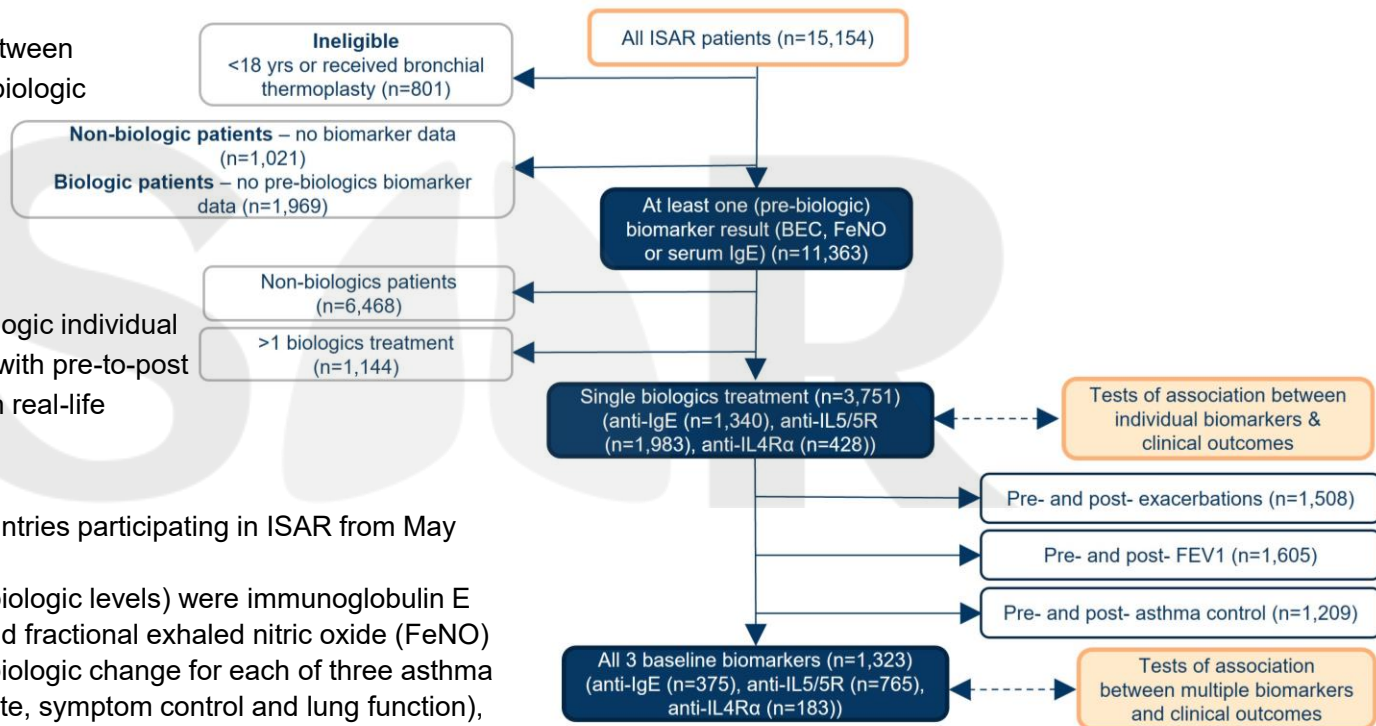 tween
biologic
logic individual
with pre-to-post
real-life
ntries participating in ISAR from May
biologic levels) were immunoglobulin E
d fractional exhaled nitric oxide (FeNO)
biologic change for each of three asthma
te, symptom control and lung function),
All ISAR patients (n=15,154)
Ineligible
<18 yrs or received bronchial
thermoplasty (n=801)
Non-biologic patients – no biomarker data
(n=1,021)
Biologic patients – no pre-biologics biomarker
data (n=1,969)
At least one (pre-biologic)
biomarker result (BEC, FeNO
or serum IgE) (n=11,363)
Non-biologics patients
(n=6,468)
>1 biologics treatment
(n=1,144)
Single biologics treatment (n=3,751)
(anti-IgE (n=1,340), anti-IL5/5R
(n=1,983), anti-IL4Rα (n=428))
Tests of association between
individual biomarkers &
clinical outcomes
Pre- and post- exacerbations (n=1,508)
Pre- and post- FEV1 (n=1,605)
Pre- and post- asthma control (n=1,209)
All 3 baseline biomarkers (n=1,323)
(anti-IgE (n=375), anti-IL5/5R (n=765),
anti-IL4Rα (n=183))
Tests of association
between multiple biomarkers
and clinical outcomes